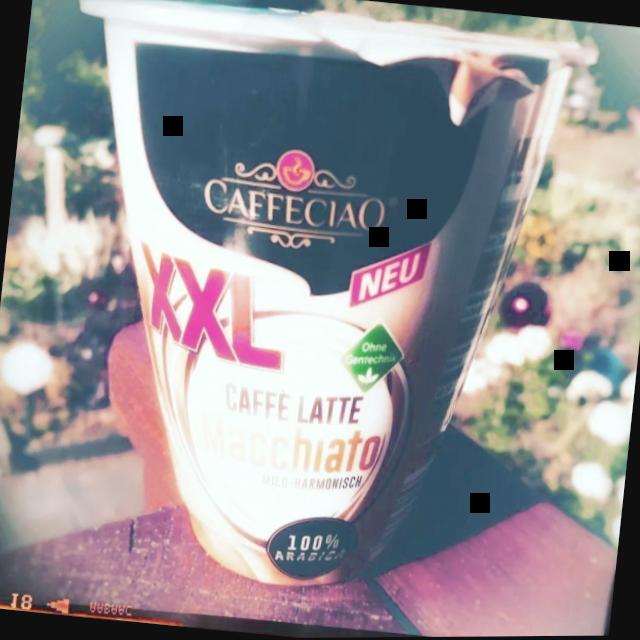 CAFFECIAO
XXL
NEU
Ohne
Gentechnik
CAFFÈ LATTE
Macchiato
MILD-HARMONISCH
100%
ARABICA
18